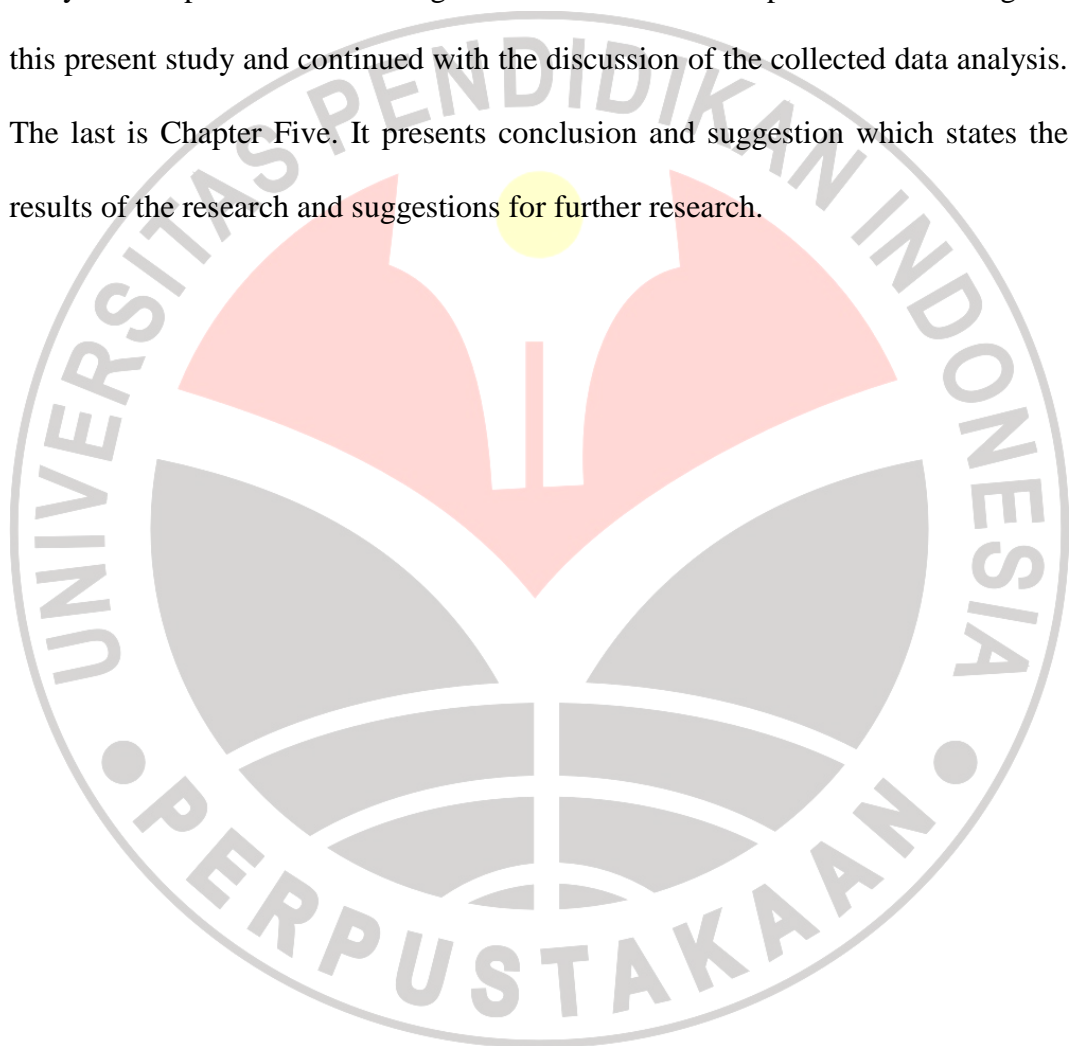 this present study and continued with the discussion of the collected data analysis.
The last is Chapter Five. It presents conclusion and suggestion which states the
results of the research and suggestions for further research.
UNIVERSITAS PENDIDIKAN INDONESIA
PERPUSTAKAAN